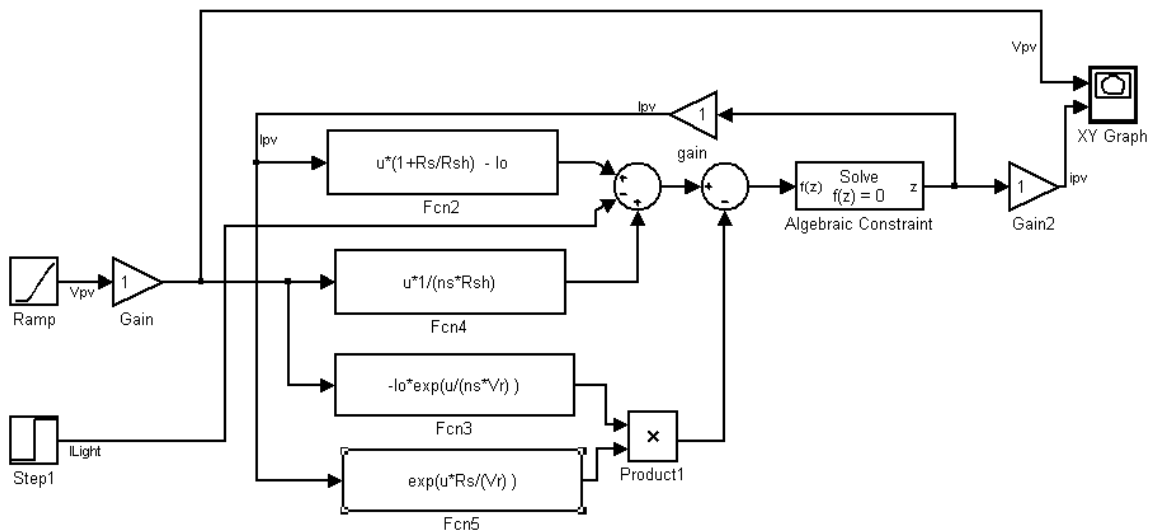 Vpv
XY Graph
Ipv
1
gain
Ipv
u*(1+Rs/Rsh) - Io
Fcn2
+
-
+
+
-
f(z)
Solve
f(z) = 0
z
Algebraic Constraint
1
ipv
Gain2
Ramp
Vpv
1
Gain
u*1/(ns*Rsh)
Fcn4
-Io*exp(u/(ns*Vr) )
Fcn3
×
Product1
Step1
ILight
exp(u*Rs/(Vr) )
Fcn5